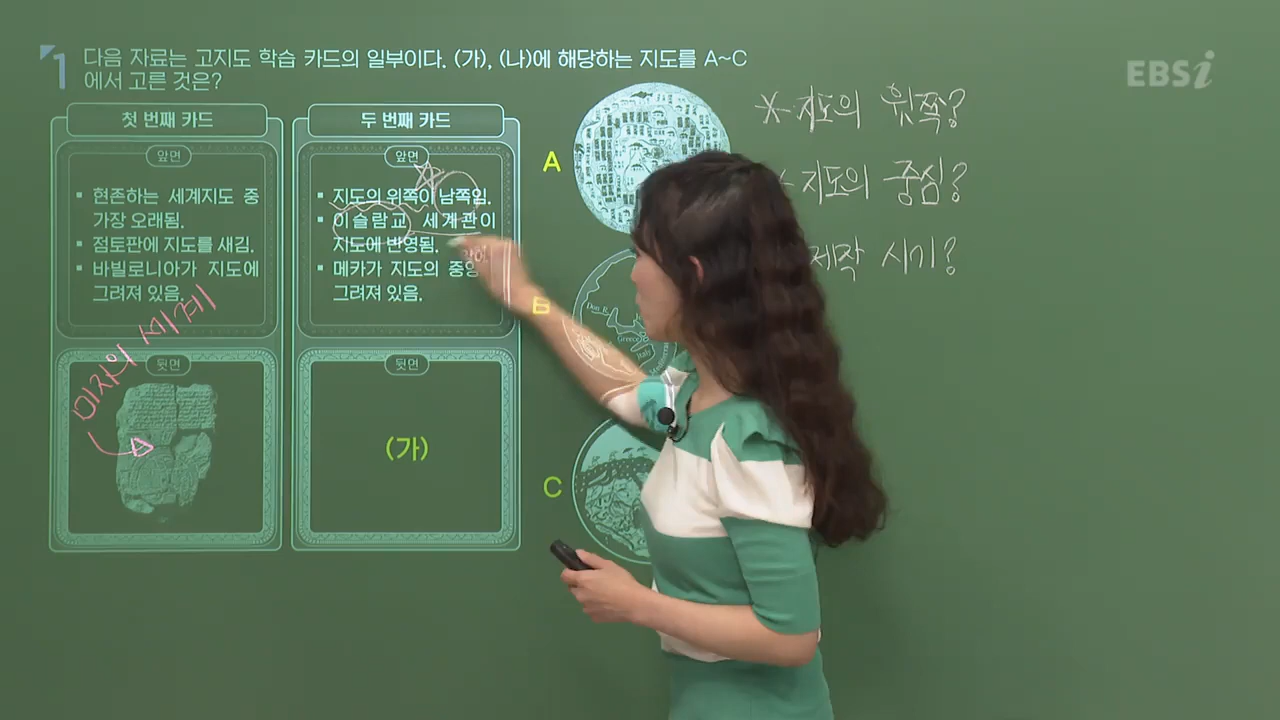 1
다음 자료는 고지도 학습 카드의 일부이다. (가), (나)에 해당하는 지도를 A~C
에서 고른 것은?
EBSi
첫 번째 카드
앞면
현존하는 세계지도 중
가장 오래됨.
점토판에 지도를 새김.
바빌로니아가 지도에
그려져 있음.
미지의 세계
뒷면
두 번째 카드
앞면
지도의 위쪽이 남쪽임.
이슬람교 세계관이
지도에 반영됨.
메카가 지도의 중앙
그려져 있음.
뒷면
(가)
A
B
Don R.
Greece
Italy
C
지도의 윗쪽?
지도의 중심?
제작 시기?